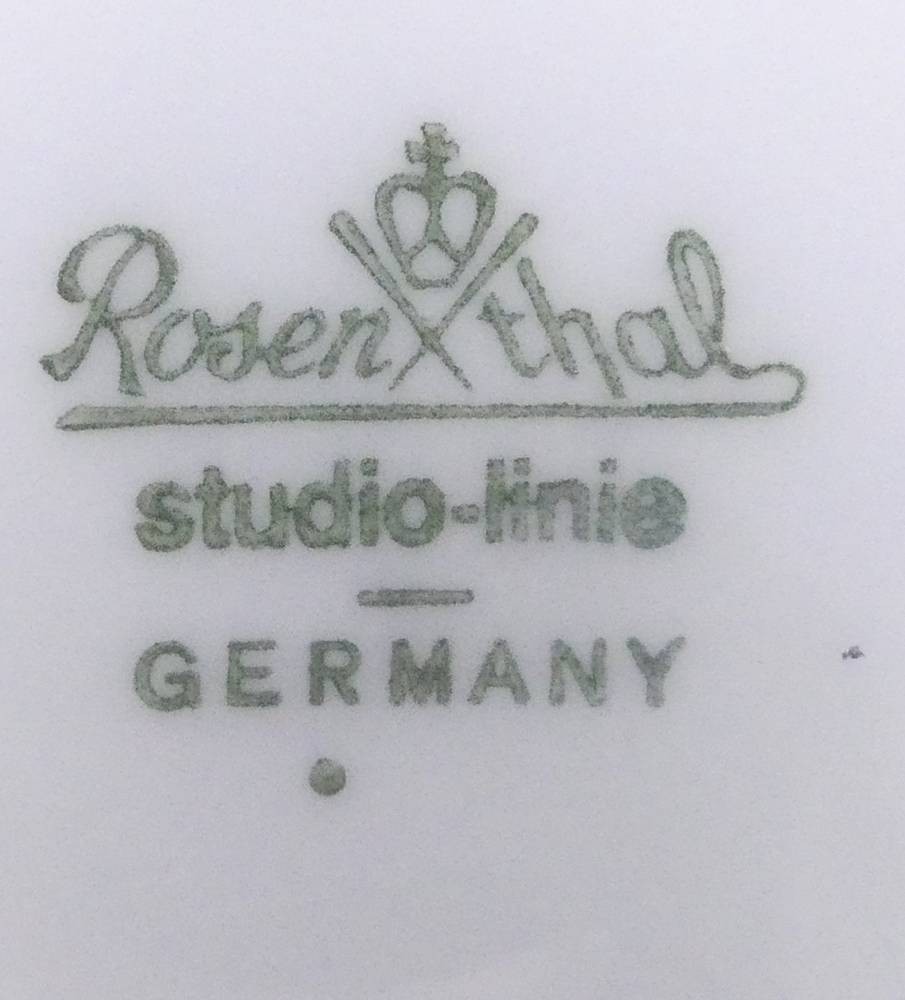 Rosenthal
studio-linie
GERMANY